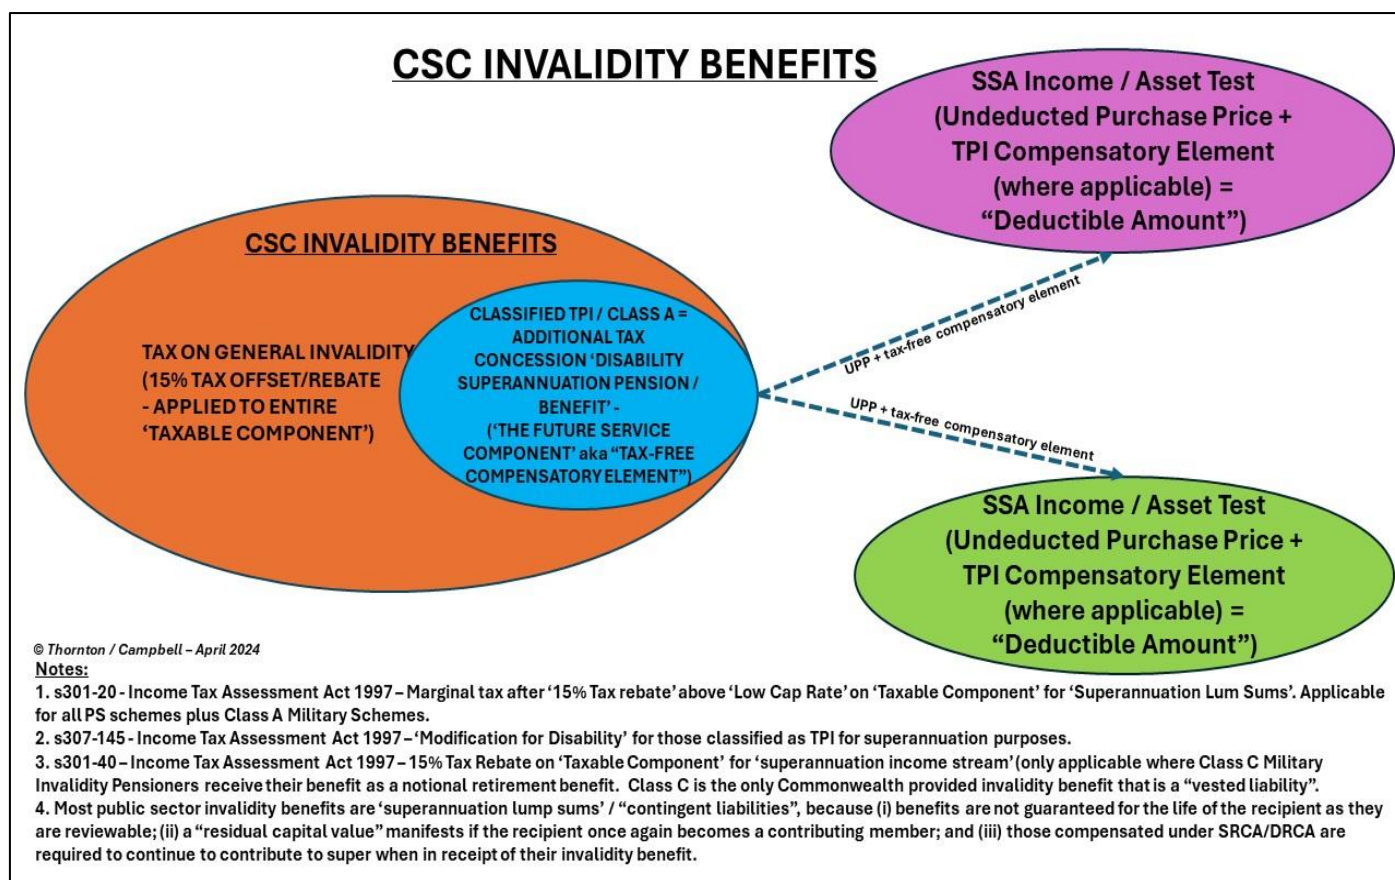 CSC INVALIDITY BENEFITS
SSA Income / Asset Test
(Undeducted Purchase Price +
TPI Compensatory Element
(where applicable) =
“Deductible Amount”)
CSC INVALIDITY BENEFITS
TAX ON GENERAL INVALIDITY
(15% TAX OFFSET/REBATE
- APPLIED TO ENTIRE
‘TAXABLE COMPONENT’)
CLASSIFIED TPI / CLASS A =
ADDITIONAL TAX
CONCESSION ‘DISABILITY
SUPERANNUATION PENSION /
BENEFIT’ -
(‘THE FUTURE SERVICE
COMPONENT’ aka “TAX-FREE
COMPENSATORY ELEMENT”)
UPP + tax-free compensatory element
UPP + tax-free compensatory element
SSA Income / Asset Test
(Undeducted Purchase Price +
TPI Compensatory Element
(where applicable) =
“Deductible Amount”)
© Thornton / Campbell – April 2024
Notes:
1. s301-20 - Income Tax Assessment Act 1997 – Marginal tax after ‘15% Tax rebate’ above ‘Low Cap Rate’ on ‘Taxable Component’ for ‘Superannuation Lum Sums’. Applicable
for all PS schemes plus Class A Military Schemes.
2. s307-145 - Income Tax Assessment Act 1997 – ‘Modification for Disability’ for those classified as TPI for superannuation purposes.
3. s301-40 – Income Tax Assessment Act 1997 – 15% Tax Rebate on ‘Taxable Component’ for ‘superannuation income stream’ (only applicable where Class C Military
Invalidity Pensioners receive their benefit as a notional retirement benefit. Class C is the only Commonwealth provided invalidity benefit that is a “vested liability”.
4. Most public sector invalidity benefits are ‘superannuation lump sums’ / “contingent liabilities”, because (i) benefits are not guaranteed for the life of the recipient as they
are reviewable; (ii) a “residual capital value” manifests if the recipient once again becomes a contributing member; and (iii) those compensated under SRCA/DRCA are
required to continue to contribute to super when in receipt of their invalidity benefit.